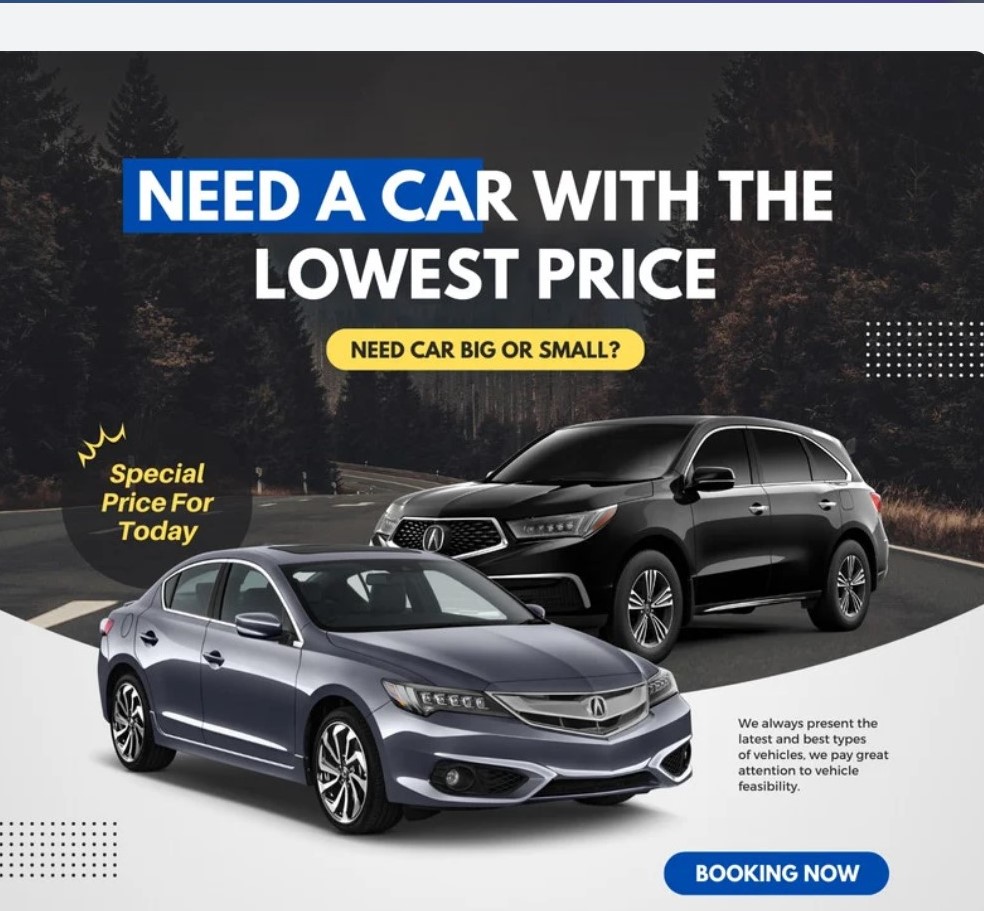 NEED A CAR WITH THE
LOWEST PRICE
NEED CAR BIG OR SMALL?
Special
Price For
Today
We always present the
latest and best types
of vehicles, we pay great
attention to vehicle
feasibility.
BOOKING NOW